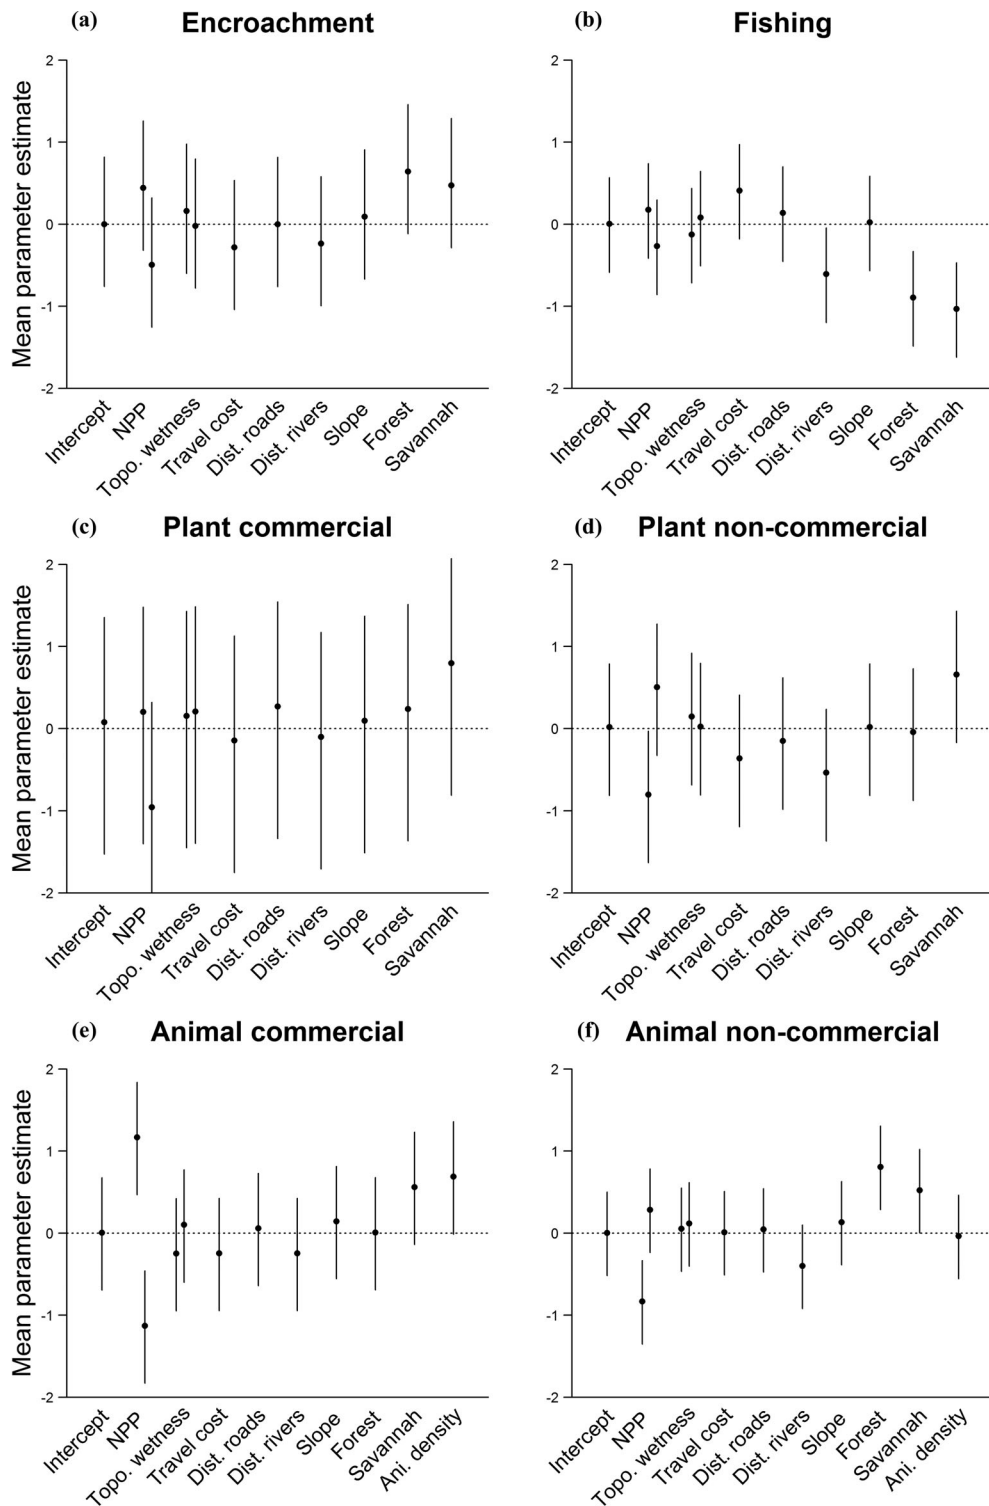 (a) Encroachment
(b) Fishing
Mean parameter estimate
2
1
0
-1
-2
2
1
0
-1
-2
Intercept
NPP
Topo. wetness
Travel cost
Dist. roads
Dist. rivers
Slope
Forest
Savannah
Intercept
NPP
Topo. wetness
Travel cost
Dist. roads
Dist. rivers
Slope
Forest
Savannah
(c) Plant commercial
(d) Plant non-commercial
Mean parameter estimate
2
1
0
-1
-2
2
1
0
-1
-2
Intercept
NPP
Topo. wetness
Travel cost
Dist. roads
Dist. rivers
Slope
Forest
Savannah
Intercept
NPP
Topo. wetness
Travel cost
Dist. roads
Dist. rivers
Slope
Forest
Savannah
(e) Animal commercial
(f) Animal non-commercial
Mean parameter estimate
2
1
0
-1
-2
2
1
0
-1
-2
Intercept
NPP
Topo. wetness
Travel cost
Dist. roads
Dist. rivers
Slope
Forest
Savannah
Ani. density
Intercept
NPP
Topo. wetness
Travel cost
Dist. roads
Dist. rivers
Slope
Forest
Savannah
Ani. density